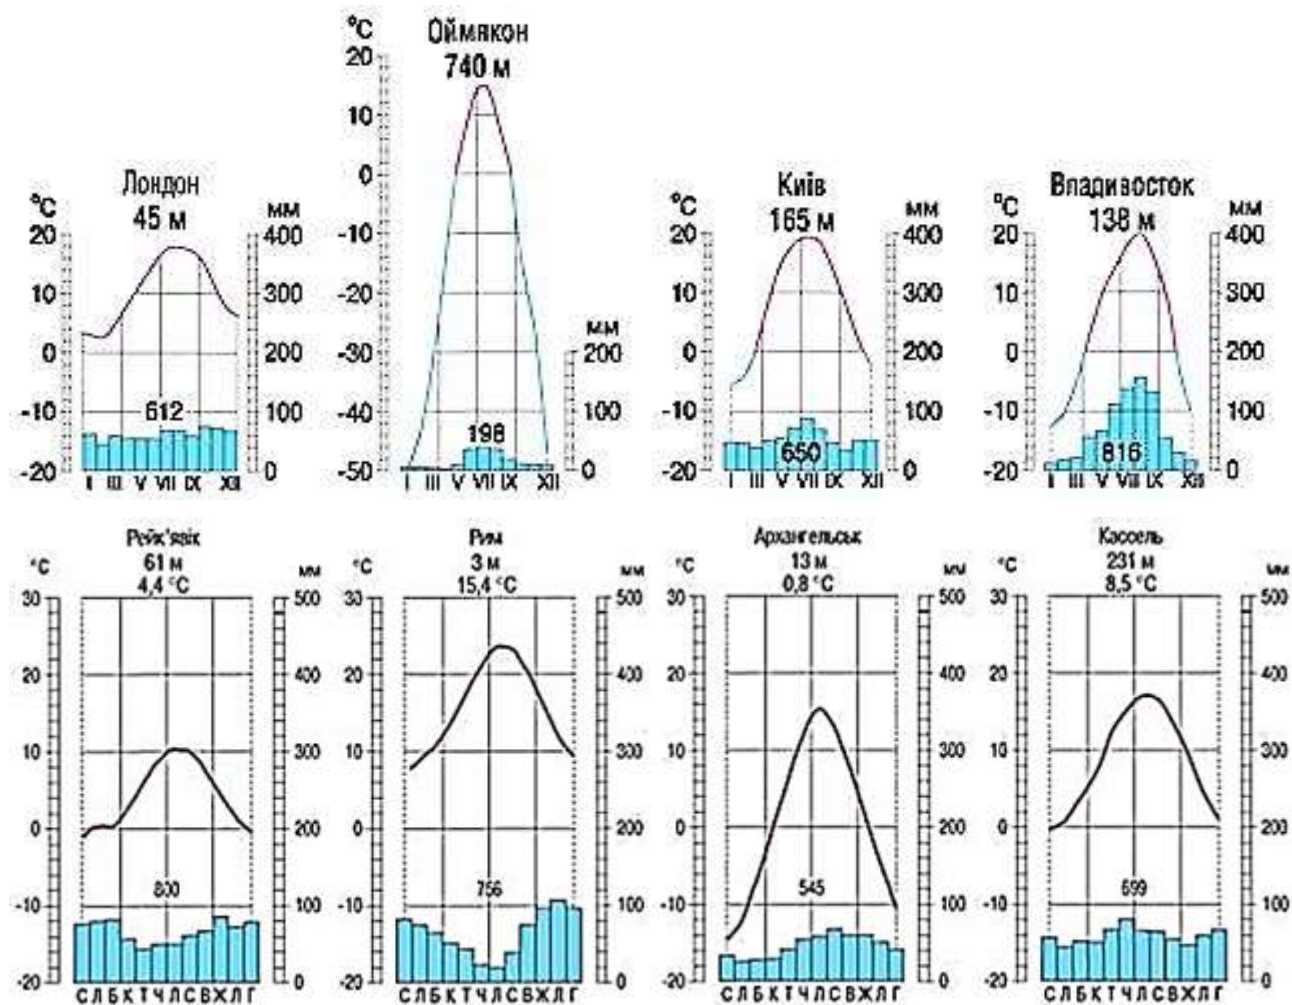 Лондон
45 м
°C
мм
20
10
0
-10
-20
400
300
200
100
0
612
I III V VII IX XII
Оймякон
740 м
°C
мм
20
10
0
-10
-20
-30
-40
-50
200
100
0
198
I III V VII IX XII
Київ
165 м
°C
мм
20
10
0
-10
-20
400
300
200
100
0
650
I III V VII IX XII
Владивосток
138 м
°C
мм
20
10
0
-10
-20
400
300
200
100
0
816
I III V VIII IX XII
Рейк'явік
61 м
4,4 °C
°C
мм
30
20
10
0
-10
-20
500
400
300
200
100
0
800
С Л Б К Т Ч Л С В Ж Л Г
Рим
3 м
15,4 °C
°C
мм
30
20
10
0
-10
-20
500
400
300
200
100
0
756
С Л Б К Т Ч Л С В Ж Л Г
Архангельськ
13 м
0,8 °C
°C
мм
30
20
10
0
-10
-20
500
400
300
200
100
0
545
С Л Б К Т Ч Л С В Ж Л Г
Кассель
231 м
8,5 °C
°C
мм
30
20
10
0
-10
-20
500
400
300
200
100
0
699
С Л Б К Т Ч Л С В Ж Л Г